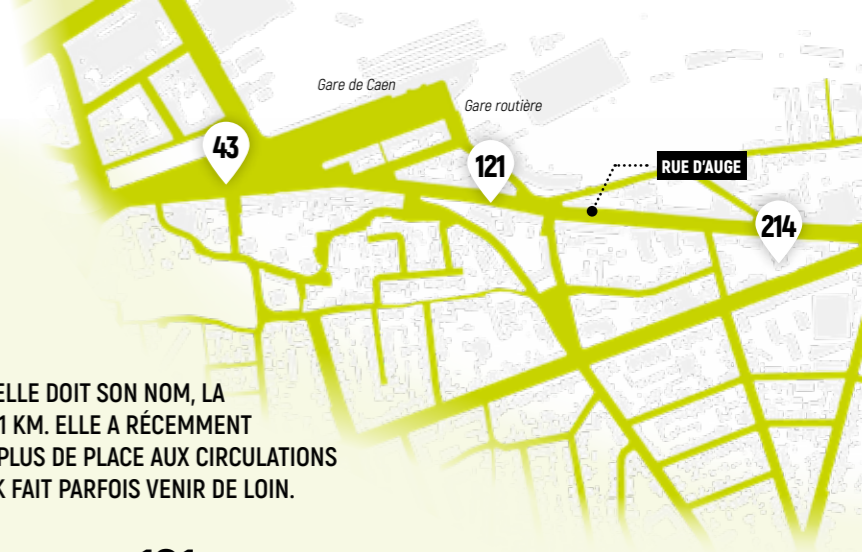 Gare de Caen
Gare routière
43
121
RUE D'AUGE
214
ELLE DOIT SON NOM, LA
1 KM. ELLE A RÉCEMMENT
PLUS DE PLACE AUX CIRCULATIONS
FAIT PARFOIS VENIR DE LOIN.